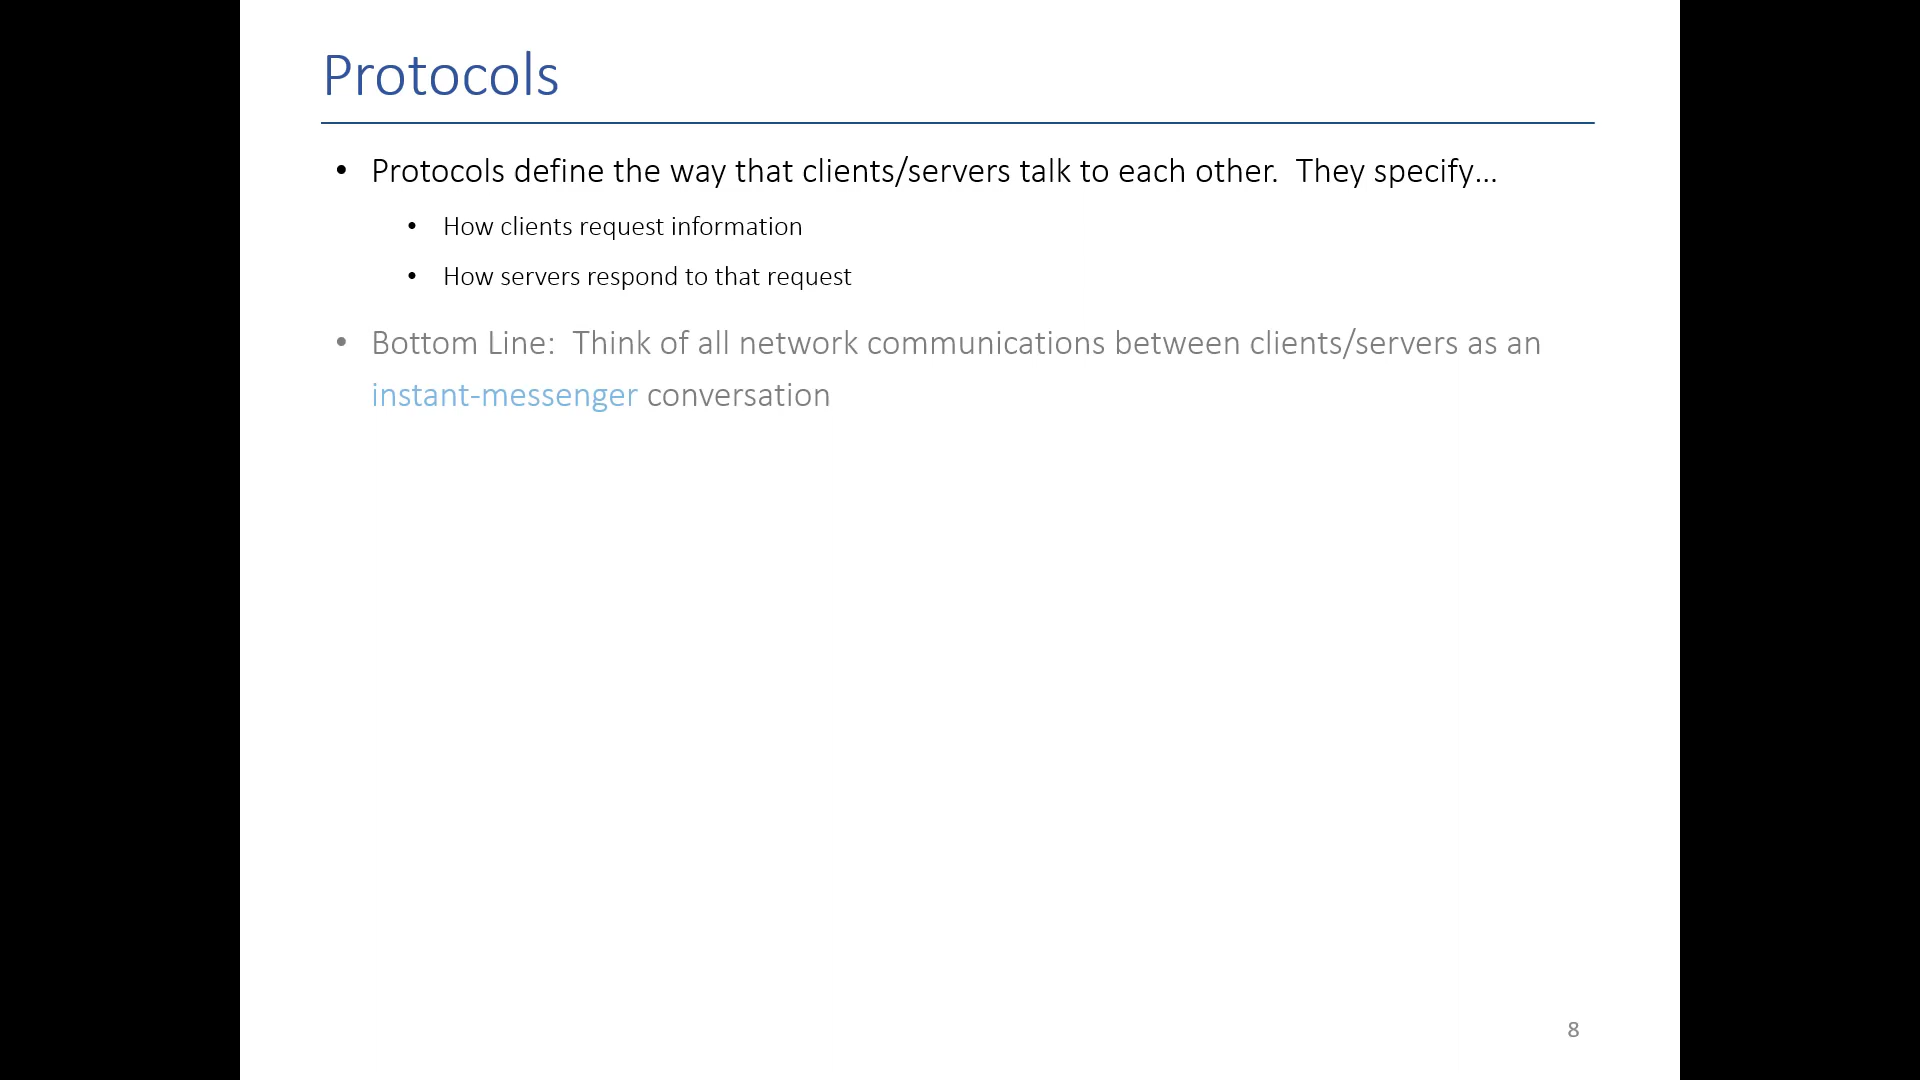 Protocols
• Protocols define the way that clients/servers talk to each other.  They specify...
• How clients request information
• How servers respond to that request
• Bottom Line:  Think of all network communications between clients/servers as an
instant-messenger conversation
8